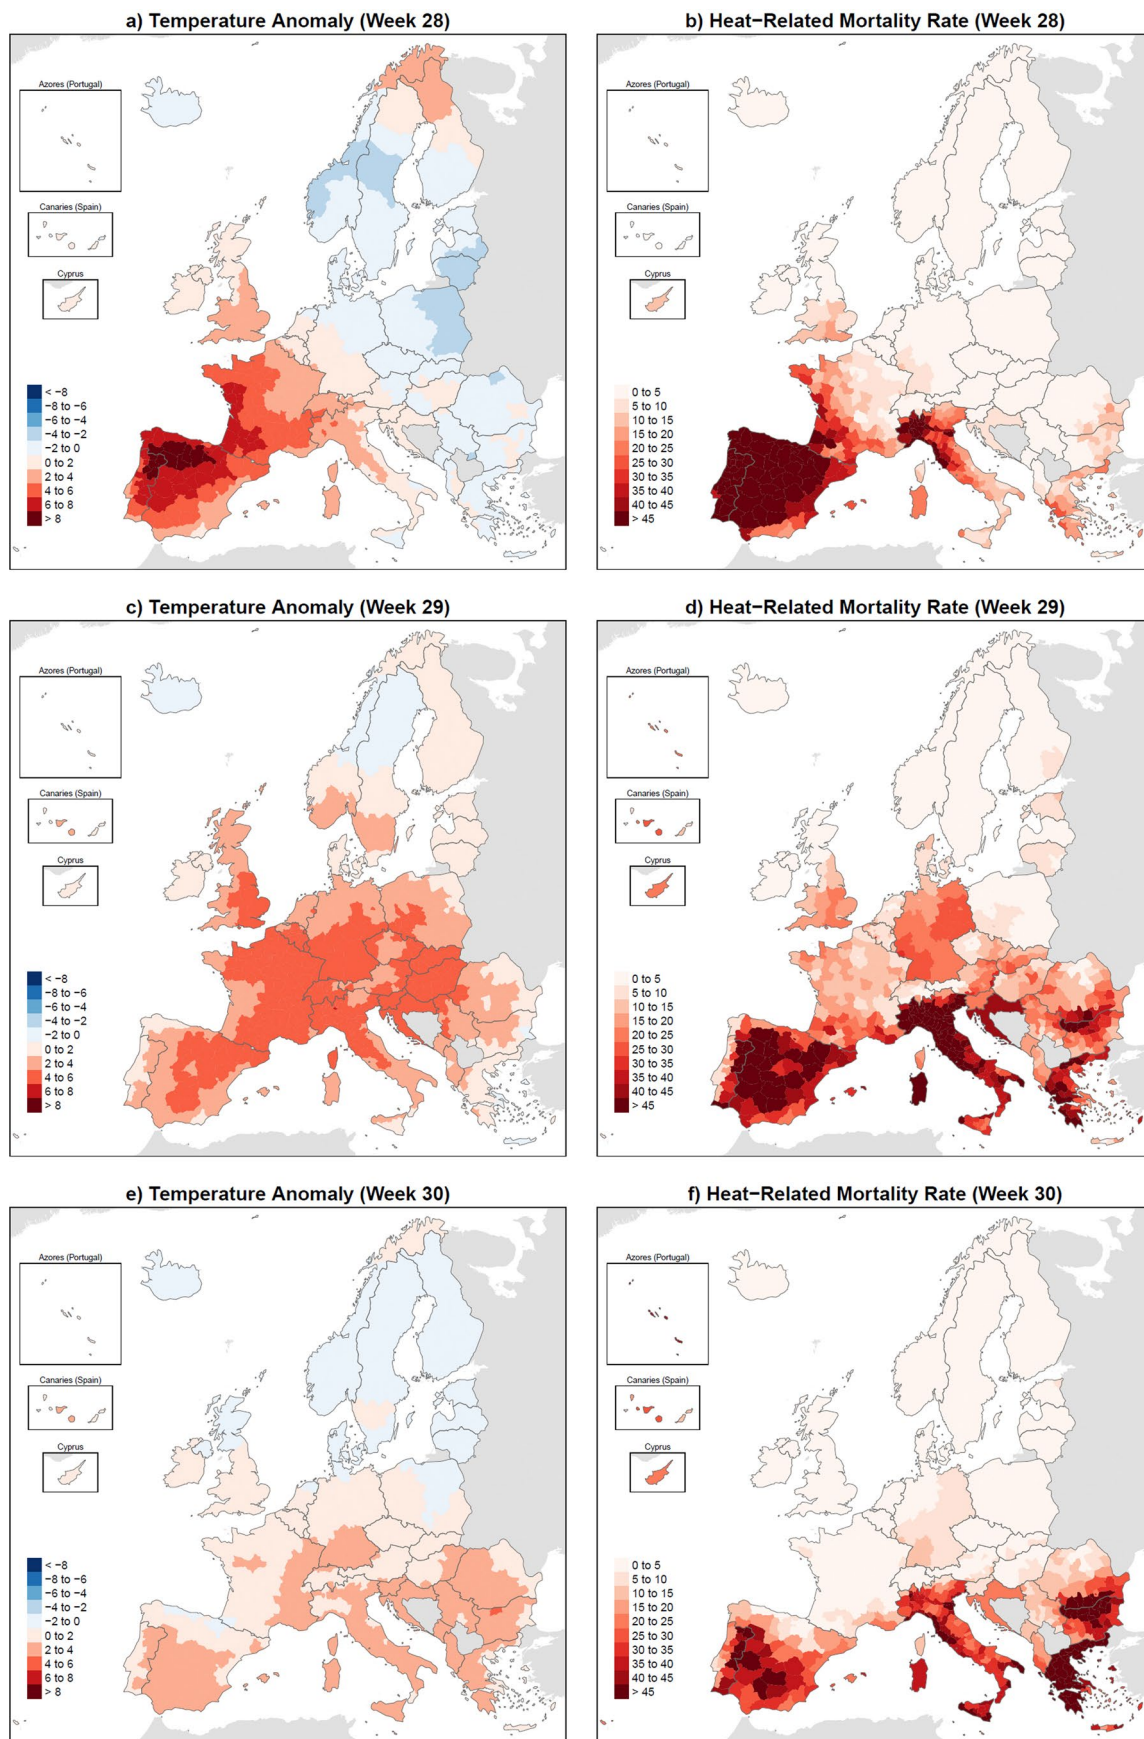 a) Temperature Anomaly (Week 28)
Azores (Portugal)
Canaries (Spain)
Cyprus
< −8
−8 to −6
−6 to −4
−4 to −2
−2 to 0
0 to 2
2 to 4
4 to 6
6 to 8
> 8
b) Heat−Related Mortality Rate (Week 28)
Azores (Portugal)
Canaries (Spain)
Cyprus
0 to 5
5 to 10
10 to 15
15 to 20
20 to 25
25 to 30
30 to 35
35 to 40
40 to 45
> 45
c) Temperature Anomaly (Week 29)
Azores (Portugal)
Canaries (Spain)
Cyprus
< −8
−8 to −6
−6 to −4
−4 to −2
−2 to 0
0 to 2
2 to 4
4 to 6
6 to 8
> 8
d) Heat−Related Mortality Rate (Week 29)
Azores (Portugal)
Canaries (Spain)
Cyprus
0 to 5
5 to 10
10 to 15
15 to 20
20 to 25
25 to 30
30 to 35
35 to 40
40 to 45
> 45
e) Temperature Anomaly (Week 30)
Azores (Portugal)
Canaries (Spain)
Cyprus
< −8
−8 to −6
−6 to −4
−4 to −2
−2 to 0
0 to 2
2 to 4
4 to 6
6 to 8
> 8
f) Heat−Related Mortality Rate (Week 30)
Azores (Portugal)
Canaries (Spain)
Cyprus
0 to 5
5 to 10
10 to 15
15 to 20
20 to 25
25 to 30
30 to 35
35 to 40
40 to 45
> 45